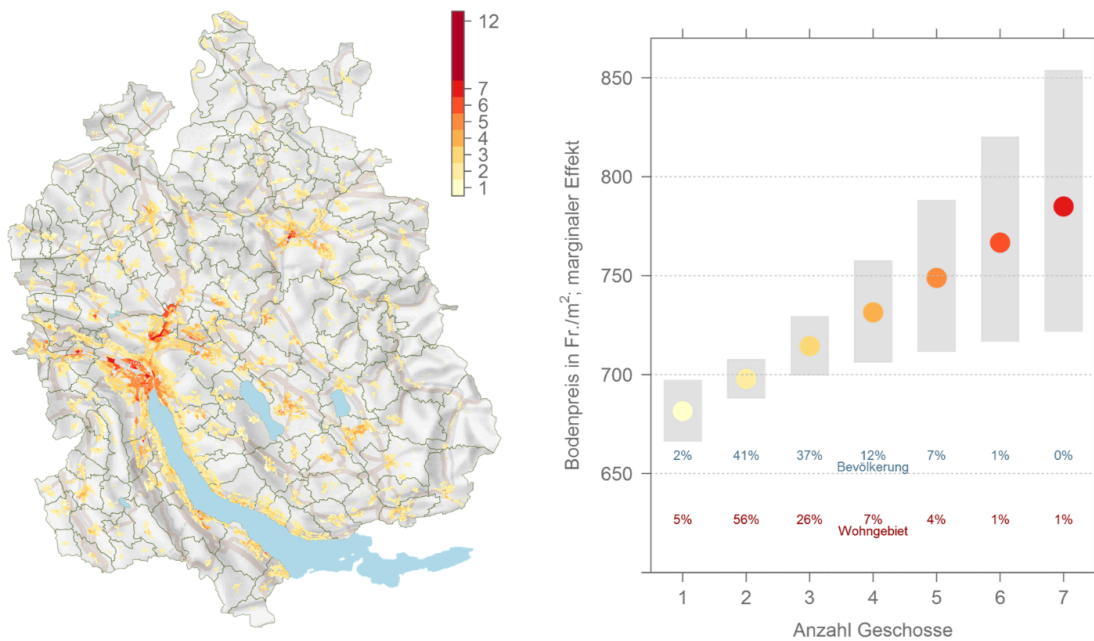 12
7
6
5
4
3
2
1
Bodenpreis in Fr./m²; marginaler Effekt
850
800
750
700
650
2% 41% 37% 12% 7% 1% 0%
Bevölkerung
5% 56% 26% 7% 4% 1% 1%
Wohngebiet
1 2 3 4 5 6 7
Anzahl Geschosse